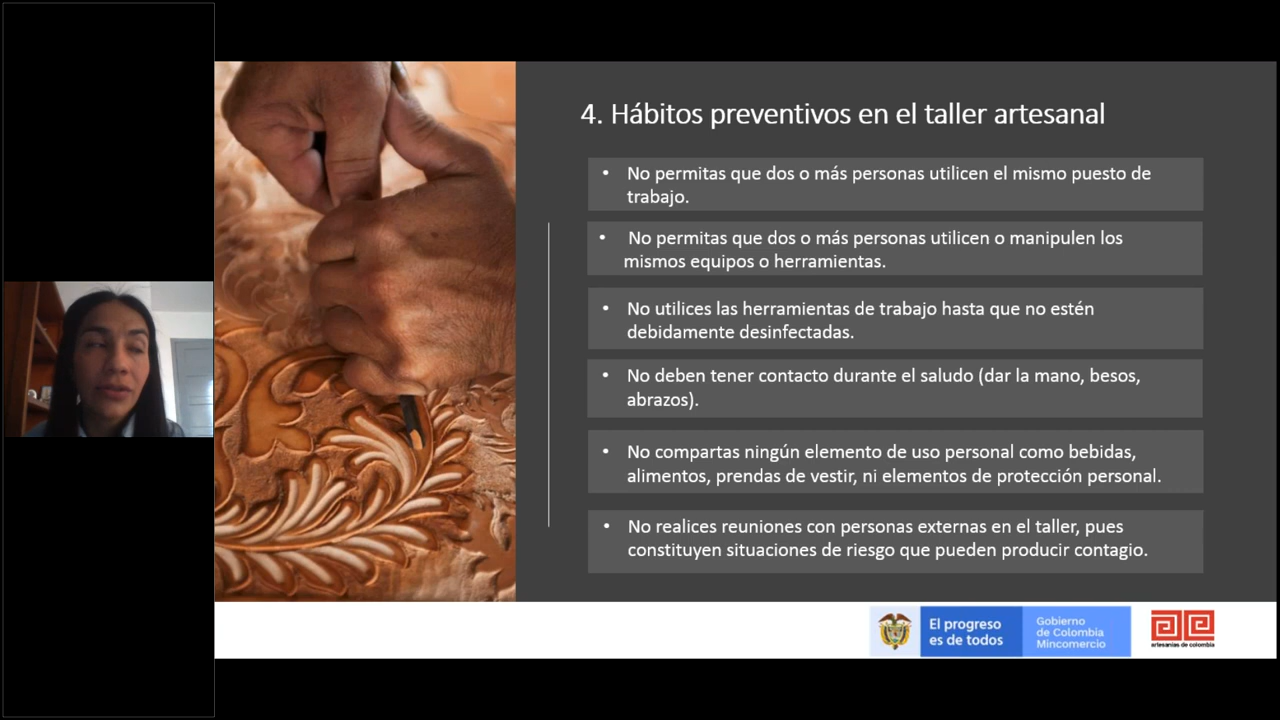 4. Hábitos preventivos en el taller artesanal
• No permitas que dos o más personas utilicen el mismo puesto de
trabajo.
• No permitas que dos o más personas utilicen o manipulen los
mismos equipos o herramientas.
• No utilices las herramientas de trabajo hasta que no estén
debidamente desinfectadas.
• No deben tener contacto durante el saludo (dar la mano, besos,
abrazos).
• No compartas ningún elemento de uso personal como bebidas,
alimentos, prendas de vestir, ni elementos de protección personal.
• No realices reuniones con personas externas en el taller, pues
constituyen situaciones de riesgo que pueden producir contagio.
El progreso
es de todos
Gobierno
de Colombia
Mincomercio
artesanías de colombia